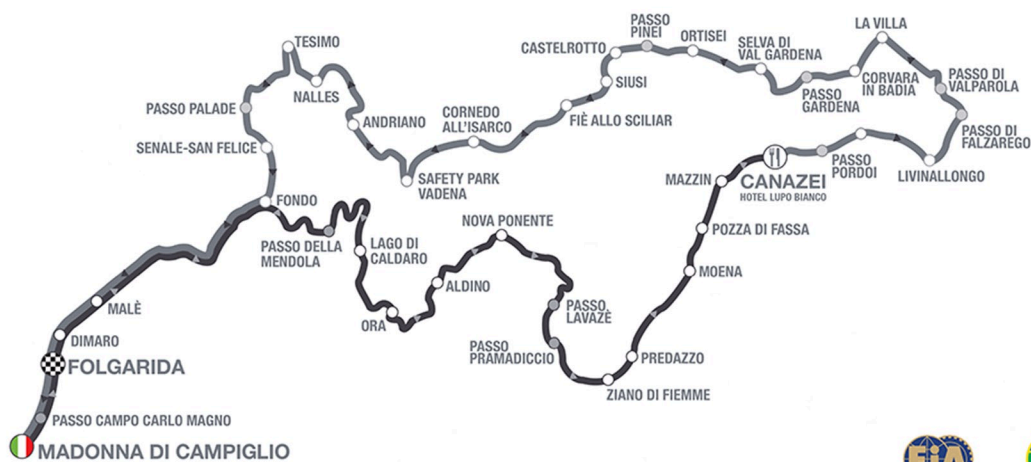 TESIMO
NALLES
PASSO PALADE
SENALE-SAN FELICE
ANDRIANO
CORNEDO
ALL'ISARCO
SAFETY PARK
VADENA
FIÈ ALLO SCILIAR
SIUSI
CASTELROTTO
PASSO
PINEI
ORTISEI
SELVA DI
VAL GARDENA
PASSO
GARDENA
CORVARA
IN BADIA
LA VILLA
PASSO DI
VALPAROLA
PASSO DI
FALZAREGO
LIVINALLONGO
PASSO
PORDOI
CANAZEI
HOTEL LUPO BIANCO
MAZZIN
POZZA DI FASSA
MOENA
PREDAZZO
ZIANO DI FIEMME
PASSO
PRAMADICCIO
PASSO
LAVAZÈ
NOVA PONENTE
ALDINO
ORA
LAGO DI
CALDARO
PASSO DELLA
MENDOLA
FONDO
MALÈ
DIMARO
FOLGARIDA
PASSO CAMPO CARLO MAGNO
MADONNA DI CAMPIGLIO
FIA